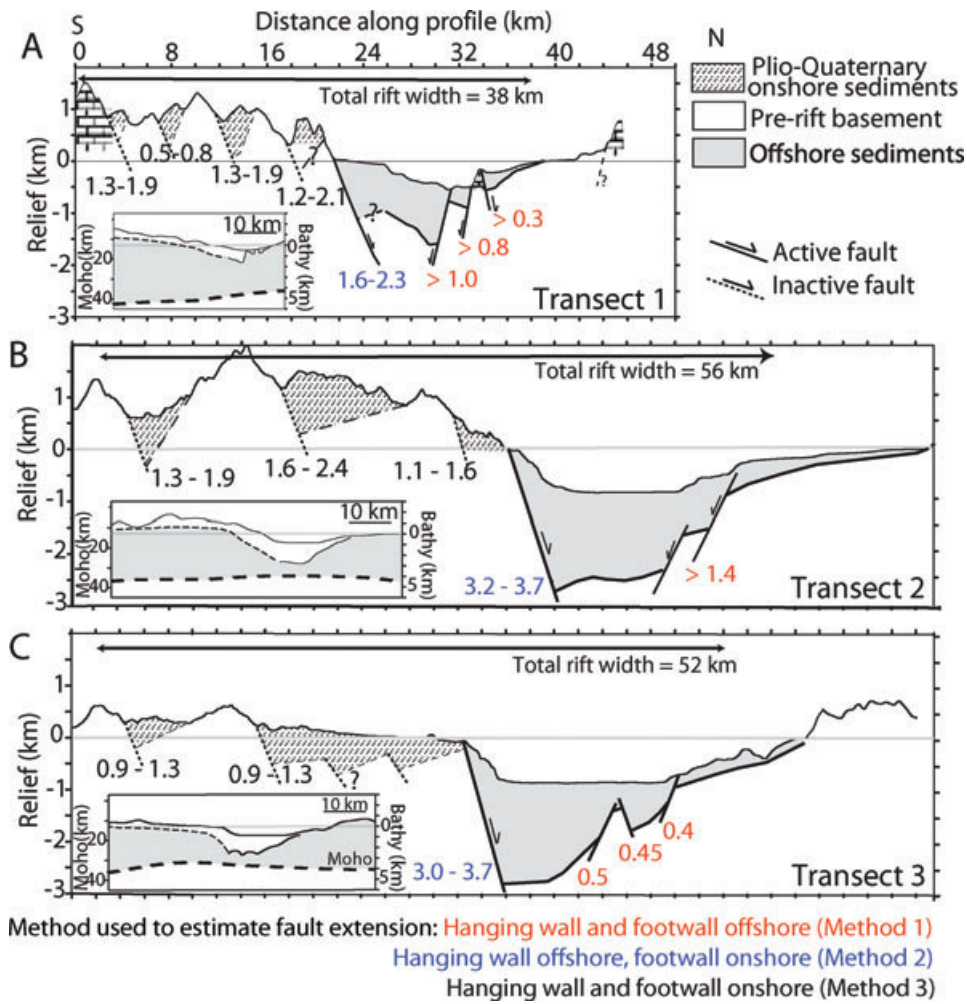 S
Distance along profile (km)
N
A
0 8 16 24 32 40 48
Total rift width = 38 km
Plio-Quaternary
onshore sediments
Pre-rift basement
Offshore sediments
Relief (km)
1
0
-1
-2
-3
1.3-1.9
0.5-0.8
1.3-1.9
1.2-2.1
?
?
?
> 0.3
> 0.8
> 1.0
1.6-2.3
10 km
Moho (km)
20
40
0
5
Bathy (km)
Transect 1
Active fault
Inactive fault
B
Total rift width = 56 km
Relief (km)
1
0
-1
-2
-3
1.3 - 1.9
1.6 - 2.4
1.1 - 1.6
10 km
Moho (km)
20
40
0
5
Bathy (km)
3.2 - 3.7
> 1.4
Transect 2
C
Total rift width = 52 km
Relief (km)
1
0
-1
-2
-3
0.9 - 1.3
0.9 - 1.3
?
10 km
Moho (km)
20
40
0
5
Bathy (km)
Moho
3.0 - 3.7
0.5
0.45
0.4
Transect 3
Method used to estimate fault extension: Hanging wall and footwall offshore (Method 1)
Hanging wall offshore, footwall onshore (Method 2)
Hanging wall and footwall onshore (Method 3)